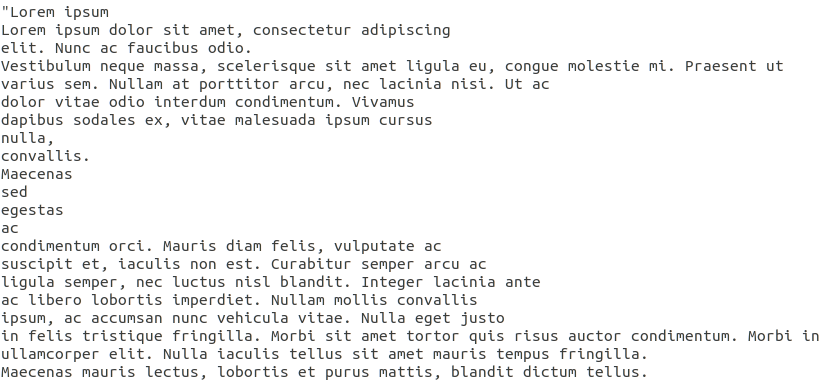 "Lorem ipsum
Lorem ipsum dolor sit amet, consectetur adipiscing
elit. Nunc ac faucibus odio.
Vestibulum neque massa, scelerisque sit amet ligula eu, congue molestie mi. Praesent ut
varius sem. Nullam at porttitor arcu, nec lacinia nisi. Ut ac
dolor vitae odio interdum condimentum. Vivamus
dapibus sodales ex, vitae malesuada ipsum cursus
nulla,
convallis.
Maecenas
sed
egestas
ac
condimentum orci. Mauris diam felis, vulputate ac
suscipit et, iaculis non est. Curabitur semper arcu ac
ligula semper, nec luctus nisl blandit. Integer lacinia ante
ac libero lobortis imperdiet. Nullam mollis convallis
ipsum, ac accumsan nunc vehicula vitae. Nulla eget justo
in felis tristique fringilla. Morbi sit amet tortor quis risus auctor condimentum. Morbi in
ullamcorper elit. Nulla iaculis tellus sit amet mauris tempus fringilla.
Maecenas mauris lectus, lobortis et purus mattis, blandit dictum tellus.